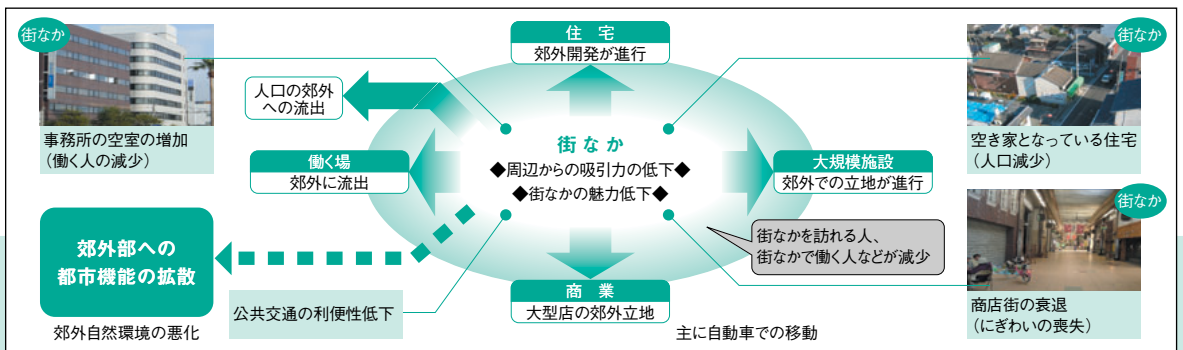 街なか
事務所の空室の増加
（働く人の減少）
人口の郊外
への流出
住宅
郊外開発が進行
街なか
空き家となっている住宅
（人口減少）
働く場
郊外に流出
街なか
◆周辺からの吸引力の低下◆
◆街なかの魅力低下◆
大規模施設
郊外での立地が進行
街なか
商店街の衰退
（にぎわいの喪失）
郊外部への
都市機能の拡散
郊外自然環境の悪化
公共交通の利便性低下
商業
大型店の郊外立地
街なかを訪れる人、
街なかで働く人などが減少
主に自動車での移動